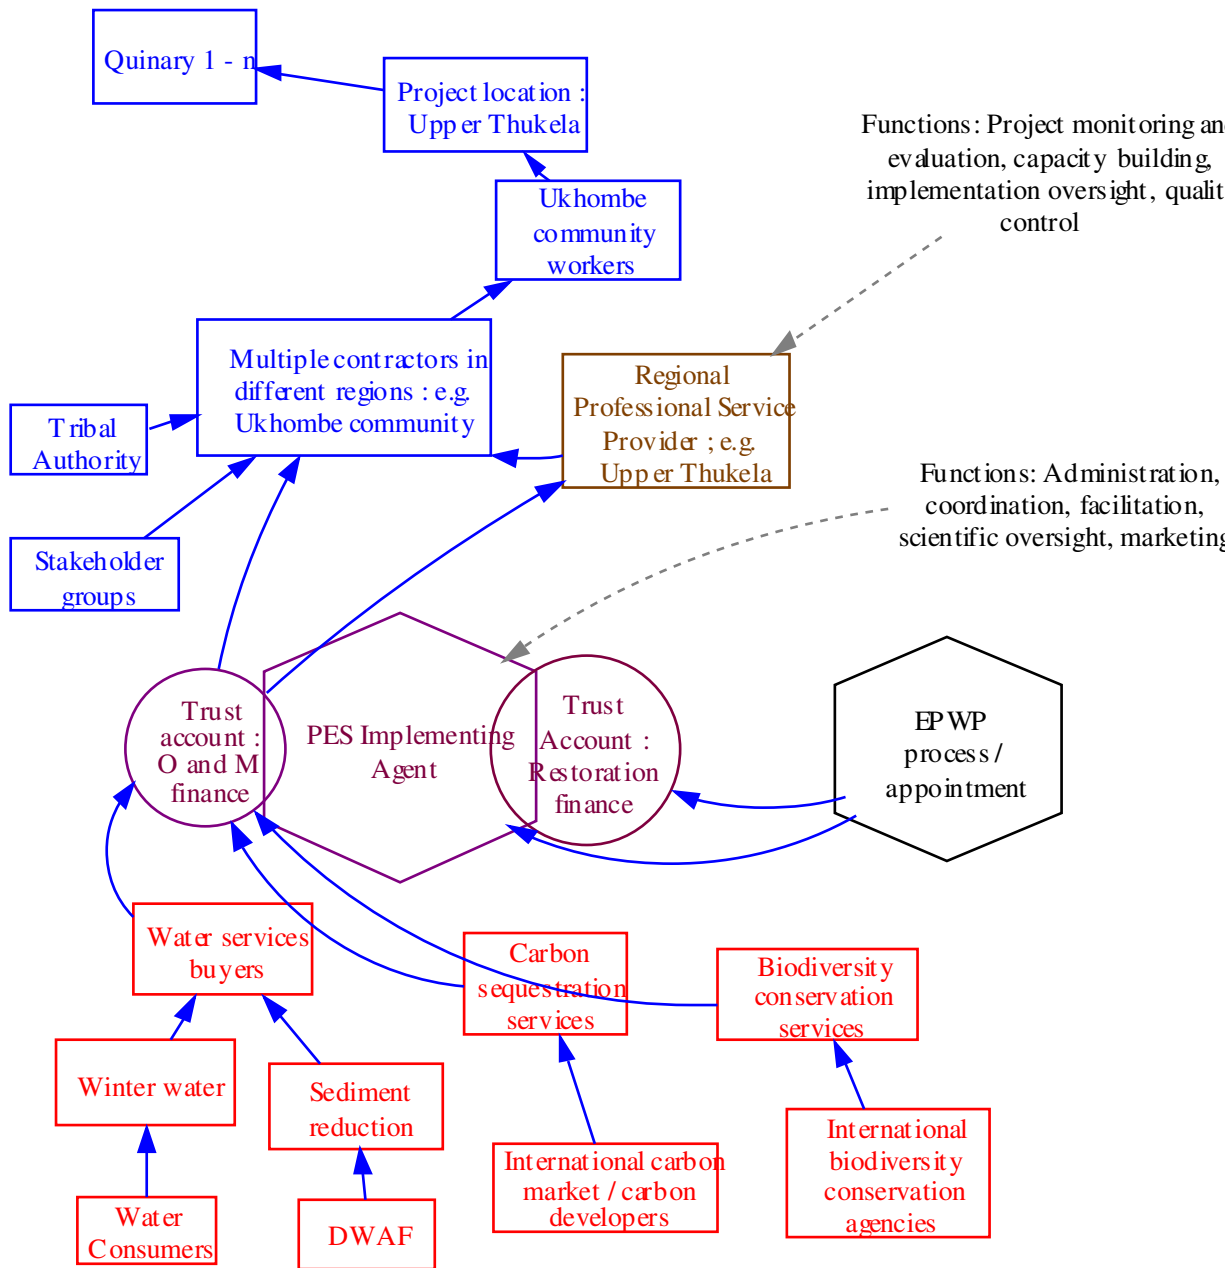 Quinary 1 - n
Project location :
Upper Thukela
Functions: Project monitoring an
evaluation, capacity building,
implementation oversight, qualit
control
Ukhombe
community
workers
Multiple contractors in
different regions : e.g.
Ukhombe community
Regional
Professional Service
Provider ; e.g.
Upper Thukela
Tribal
Authority
Functions: Administration,
coordination, facilitation,
scientific oversight, marketing
Stakeholder
groups
Trust
account :
O and M
finance
PES Implementing
Agent
Trust
Account :
Restoration
finance
EPWP
process /
appointment
Water services
buyers
Carbon
sequestration
services
Biodiversity
conservation
services
Winter water
Sediment
reduction
International carbon
market / carbon
developers
International
biodiversity
conservation
agencies
Water
Consumers
DWAF